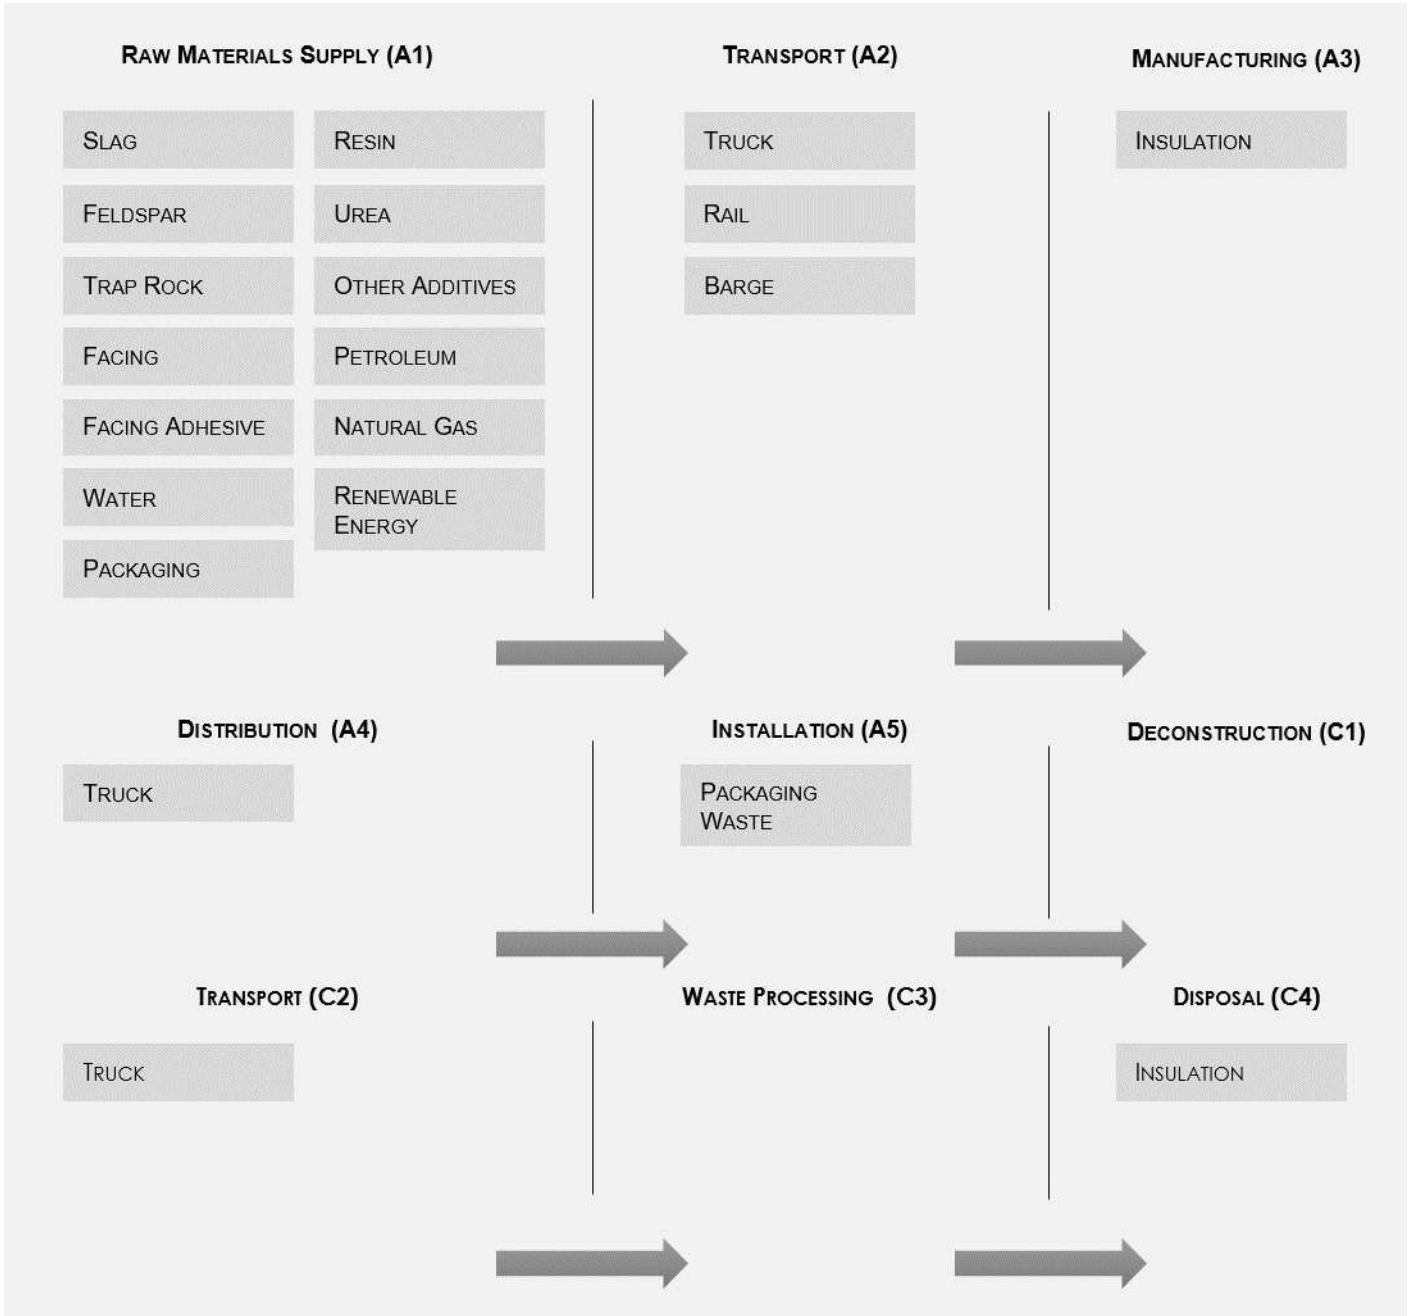 RAW MATERIALS SUPPLY (A1)
SLAG
FELDSPAR
TRAP ROCK
FACING
FACING ADHESIVE
WATER
PACKAGING
RESIN
UREA
OTHER ADDITIVES
PETROLEUM
NATURAL GAS
RENEWABLE
ENERGY
TRANSPORT (A2)
TRUCK
RAIL
BARGE
MANUFACTURING (A3)
INSULATION
DISTRIBUTION (A4)
TRUCK
INSTALLATION (A5)
PACKAGING
WASTE
DECONSTRUCTION (C1)
TRANSPORT (C2)
TRUCK
WASTE PROCESSING (C3)
DISPOSAL (C4)
INSULATION